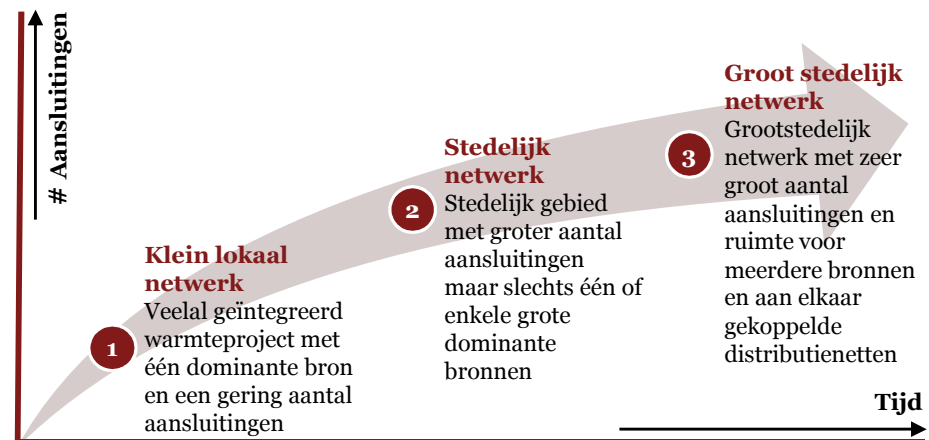 # Aansluitingen
1
Klein lokaal
netwerk
Veelal geïntegreerd
warmteproject met
één dominante bron
en een gering aantal
aansluitingen
2
Stedelijk
netwerk
Stedelijk gebied
met groter aantal
aansluitingen
maar slechts één of
enkele grote
dominante
bronnen
3
Groot stedelijk
netwerk
Grootstedelijk
netwerk met zeer
groot aantal
aansluitingen en
ruimte voor
meerdere bronnen
en aan elkaar
gekoppelde
distributienetten
Tijd